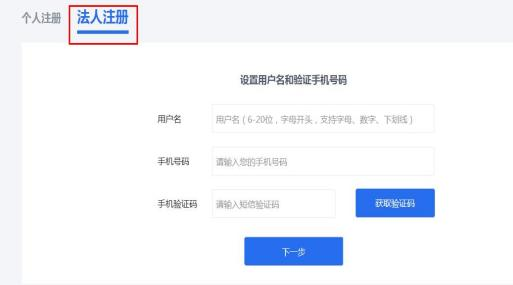 个人注册 法人注册
设置用户名和验证手机号码
用户名 用户名（6-20位，字母开头，支持字母、数字、下划线）
手机号码 请输入您的手机号码
手机验证码 请输入短信验证码 获取验证码
下一步